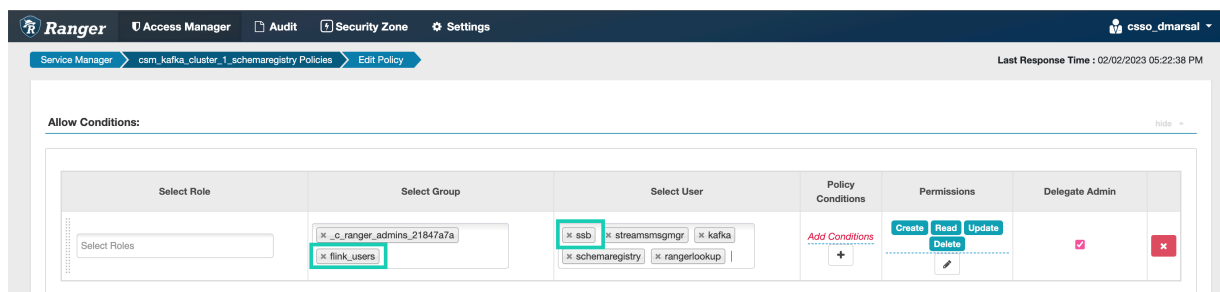 Ranger Access Manager Audit Security Zone Settings csso_dmarsal
Service Manager csm_kafka_cluster_1_schemaregistry Policies Edit Policy Last Response Time : 02/02/2023 05:22:38 PM
Allow Conditions: hide
Select Role Select Group Select User Policy Conditions Permissions Delegate Admin
Select Roles
× _c_ranger_admins_21847a7a
× flink_users
× ssb × streamsmsgmgr × kafka
× schemaregistry × rangerlookup
Add Conditions
+
Create Read Update
Delete
×